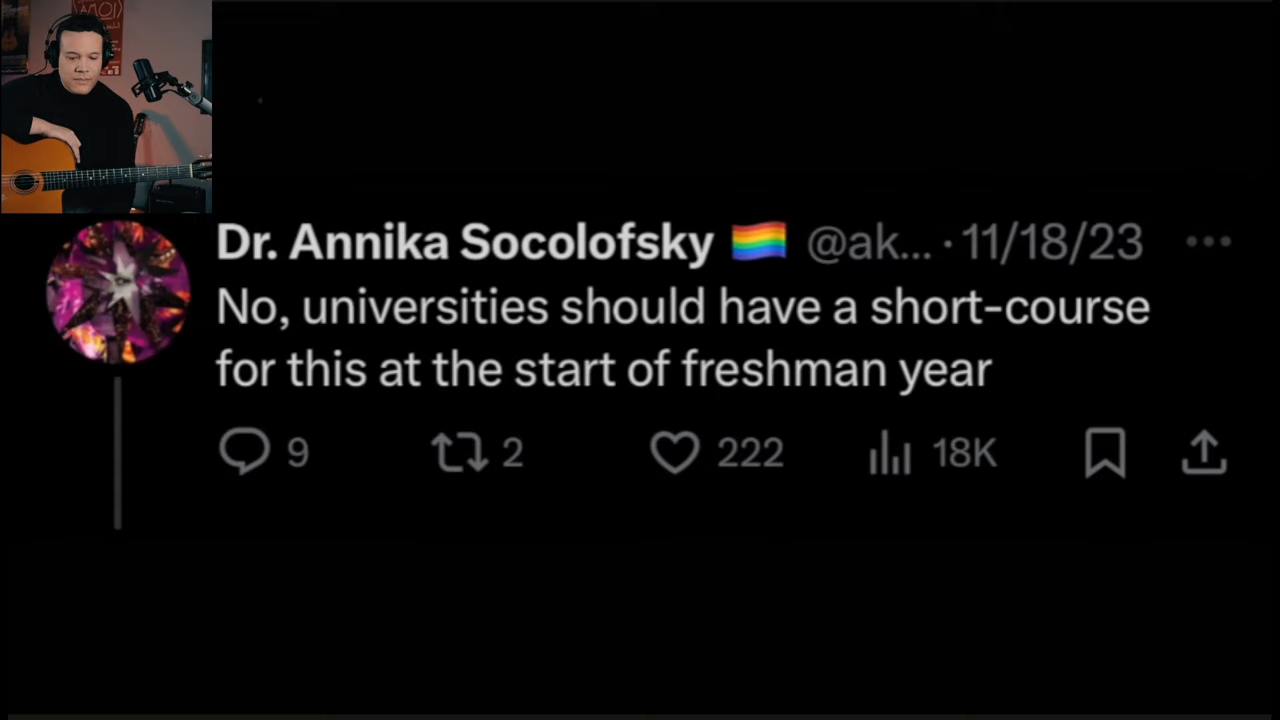 Dr. Annika Socolofsky 🏳️‍🌈 @ak... · 11/18/23
No, universities should have a short-course
for this at the start of freshman year
9 2 222 18K